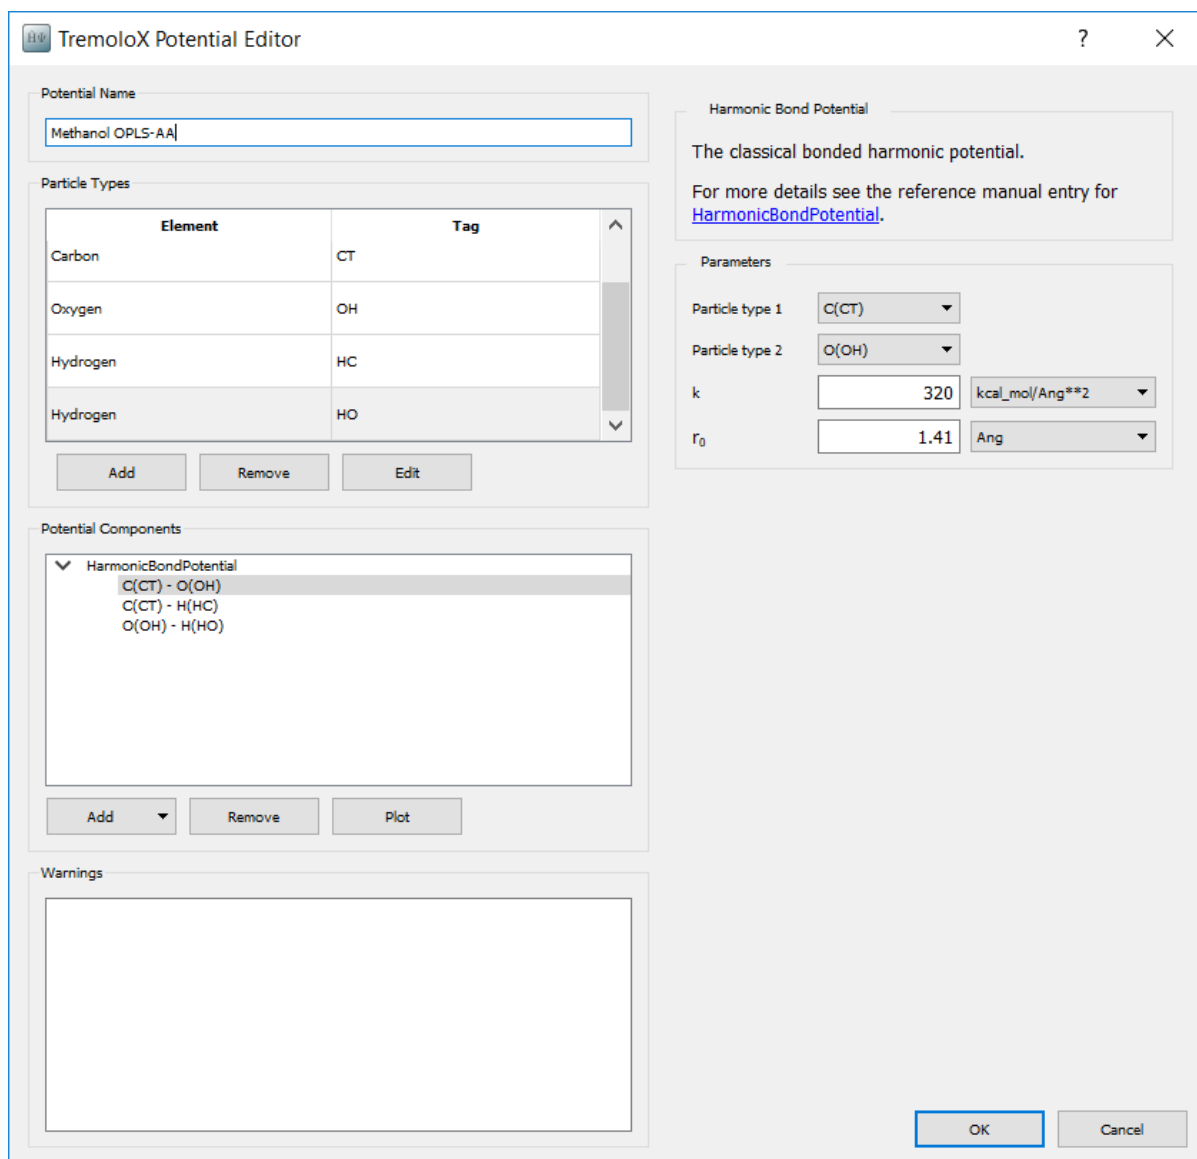 TremoloX Potential Editor
?
Potential Name
Methanol OPLS-AA
Particle Types
Element Tag
Carbon CT
Oxygen OH
Hydrogen HC
Hydrogen HO
Add Remove Edit
Potential Components
HarmonicBondPotential
C(CT) - O(OH)
C(CT) - H(HC)
O(OH) - H(HO)
Add Remove Plot
Warnings
Harmonic Bond Potential
The classical bonded harmonic potential.
For more details see the reference manual entry for
HarmonicBondPotential.
Parameters
Particle type 1 C(CT)
Particle type 2 O(OH)
k 320 kcal_mol/Ang**2
r₀ 1.41 Ang
OK Cancel